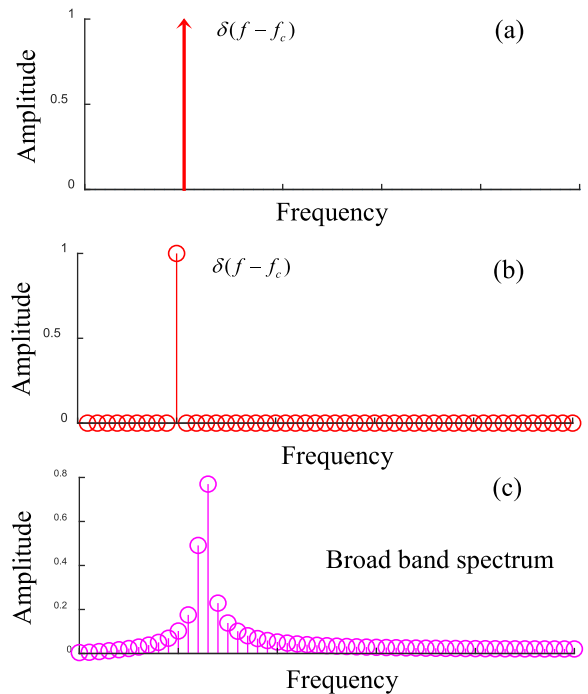 1
δ(f − f_c)
(a)
Amplitude
0.5
0
Frequency
1
δ(f − f_c)
(b)
Amplitude
0.5
0
Frequency
0.8
(c)
0.6
Amplitude
Broad band spectrum
0.4
0.2
0
Frequency